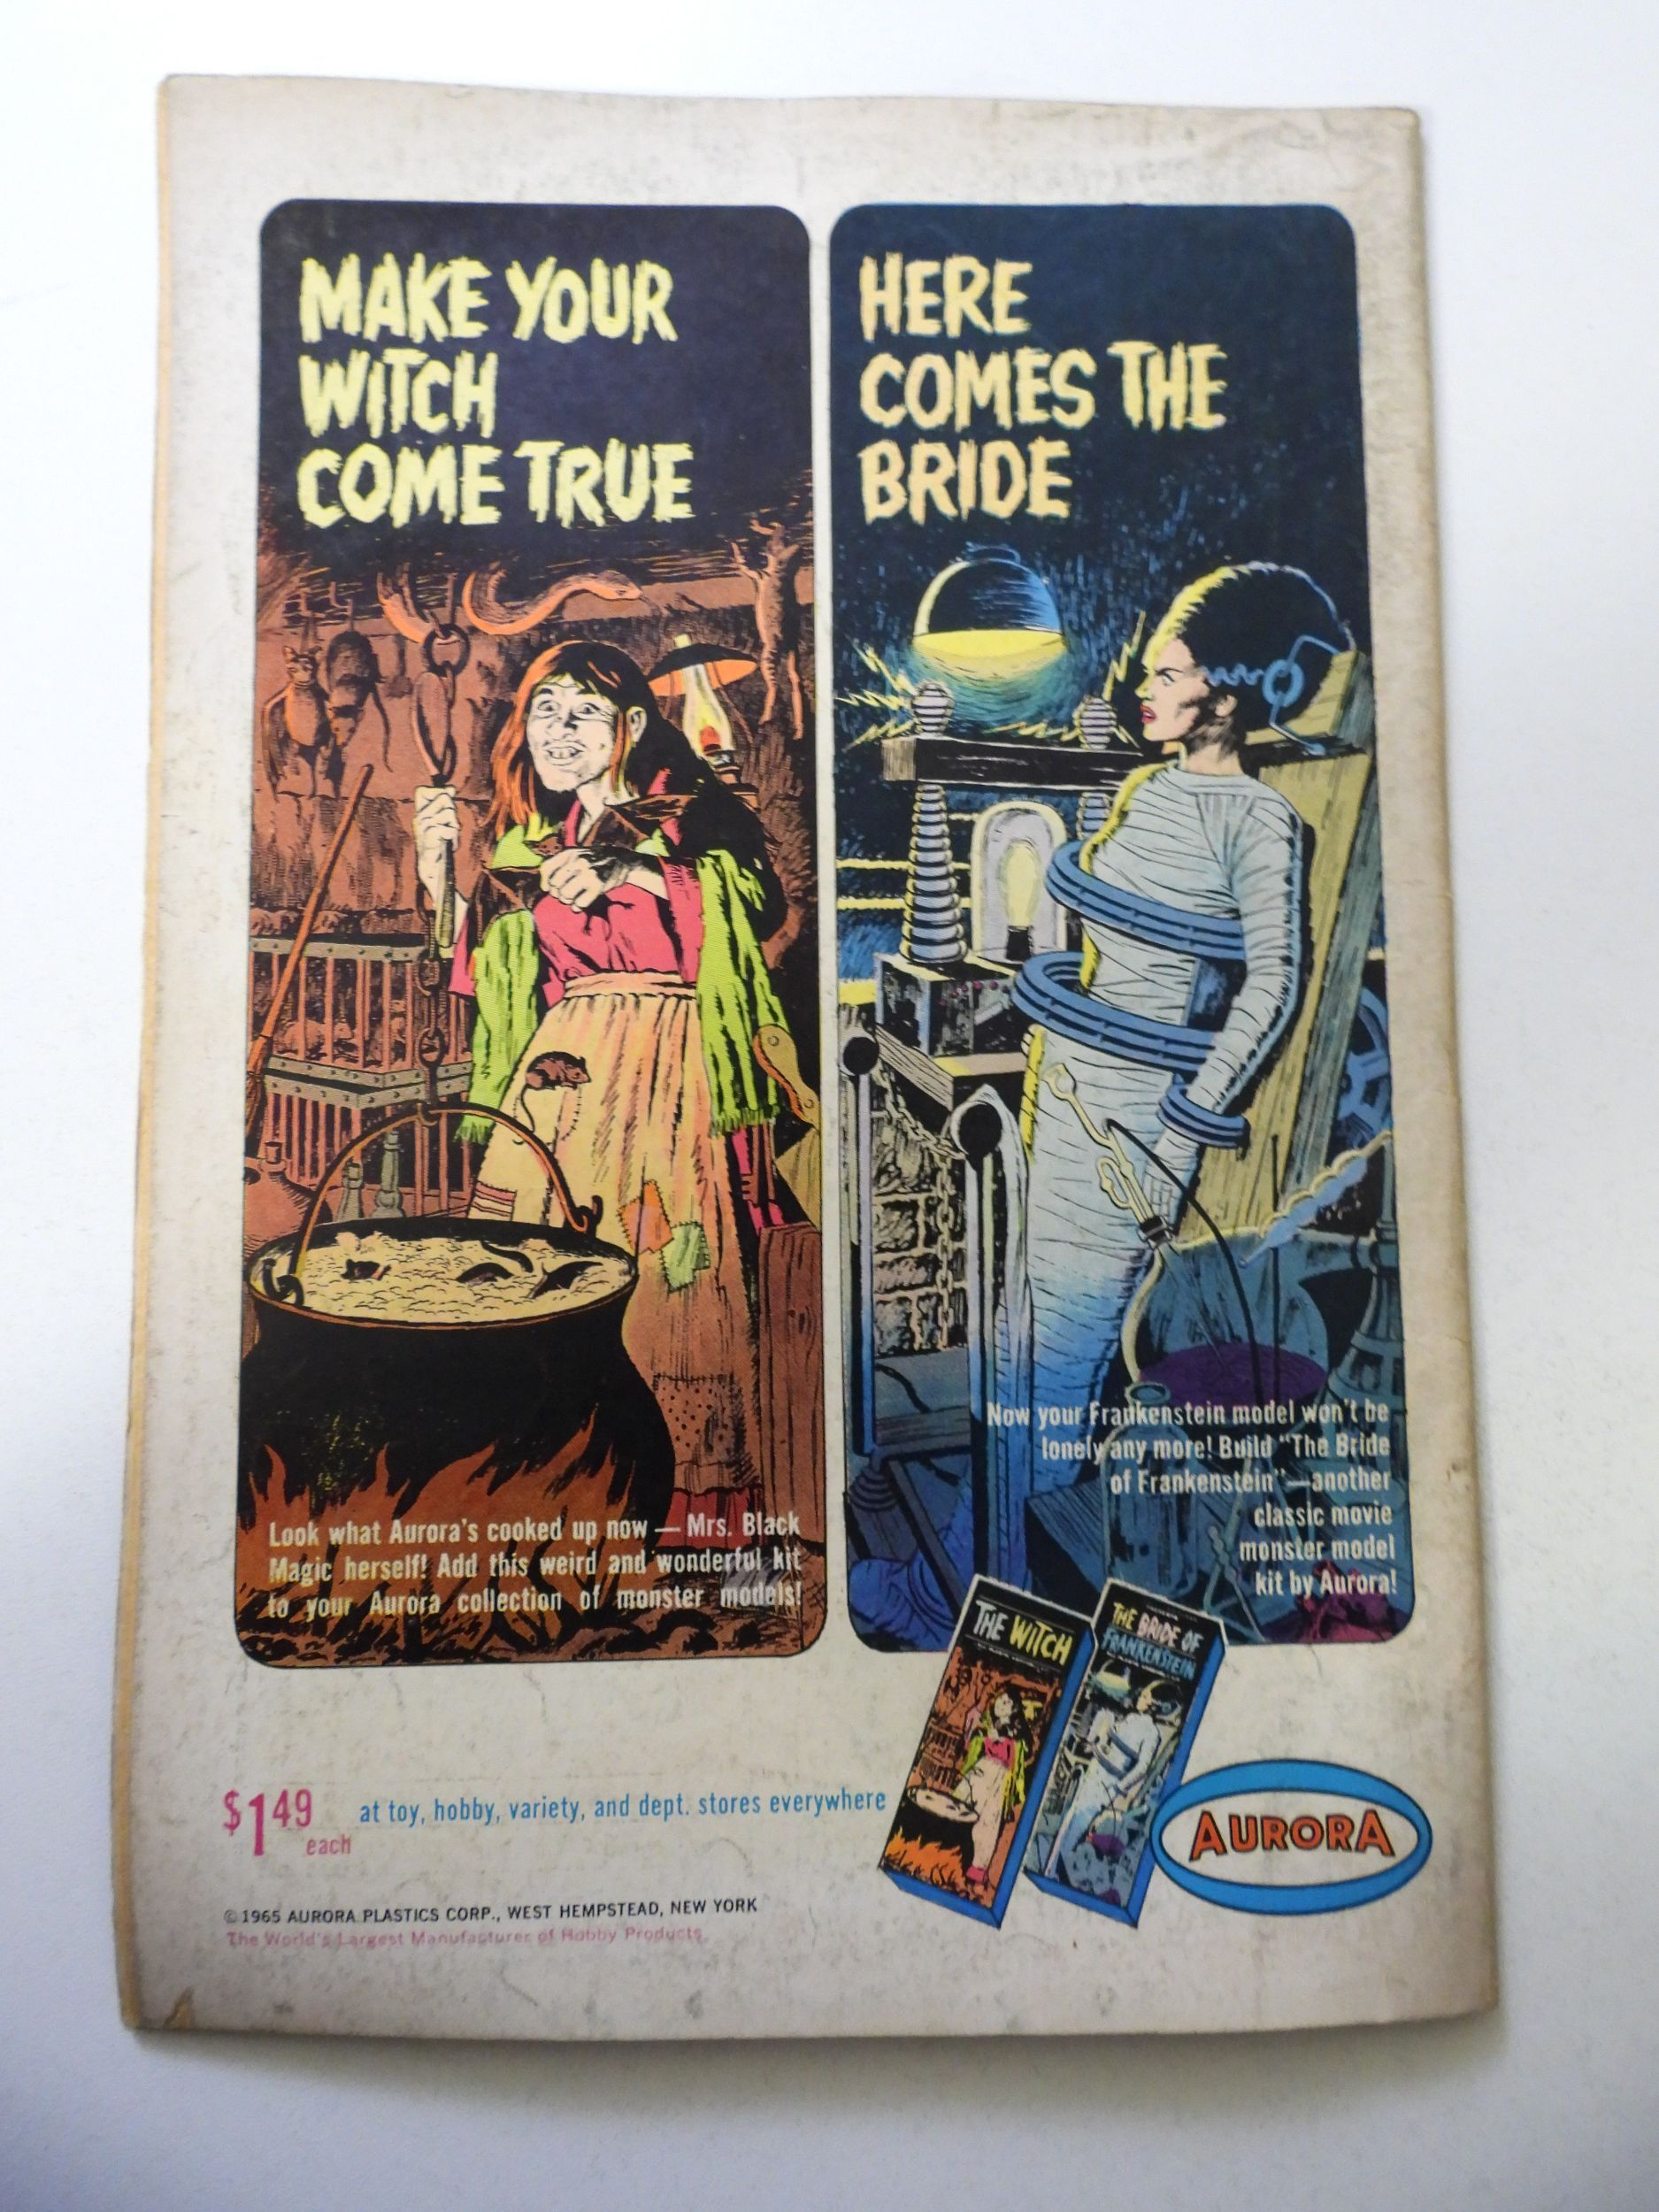 MAKE YOUR
WITCH
COME TRUE
Look what Aurora's cooked up now — Mrs. Black
Magic herself! Add this weird and wonderful kit
to your Aurora collection of monster models!
HERE
COMES THE
BRIDE
Now your Frankenstein model won't be
lonely any more! Build "The Bride
of Frankenstein"—another
classic movie
monster model
kit by Aurora!
THE WITCH
THE BRIDE OF
FRANKENSTEIN
AURORA
$1 49
each
at toy, hobby, variety, and dept. stores everywhere
© 1965 AURORA PLASTICS CORP., WEST HEMPSTEAD, NEW YORK
The World's Largest Manufacturer of Hobby Products